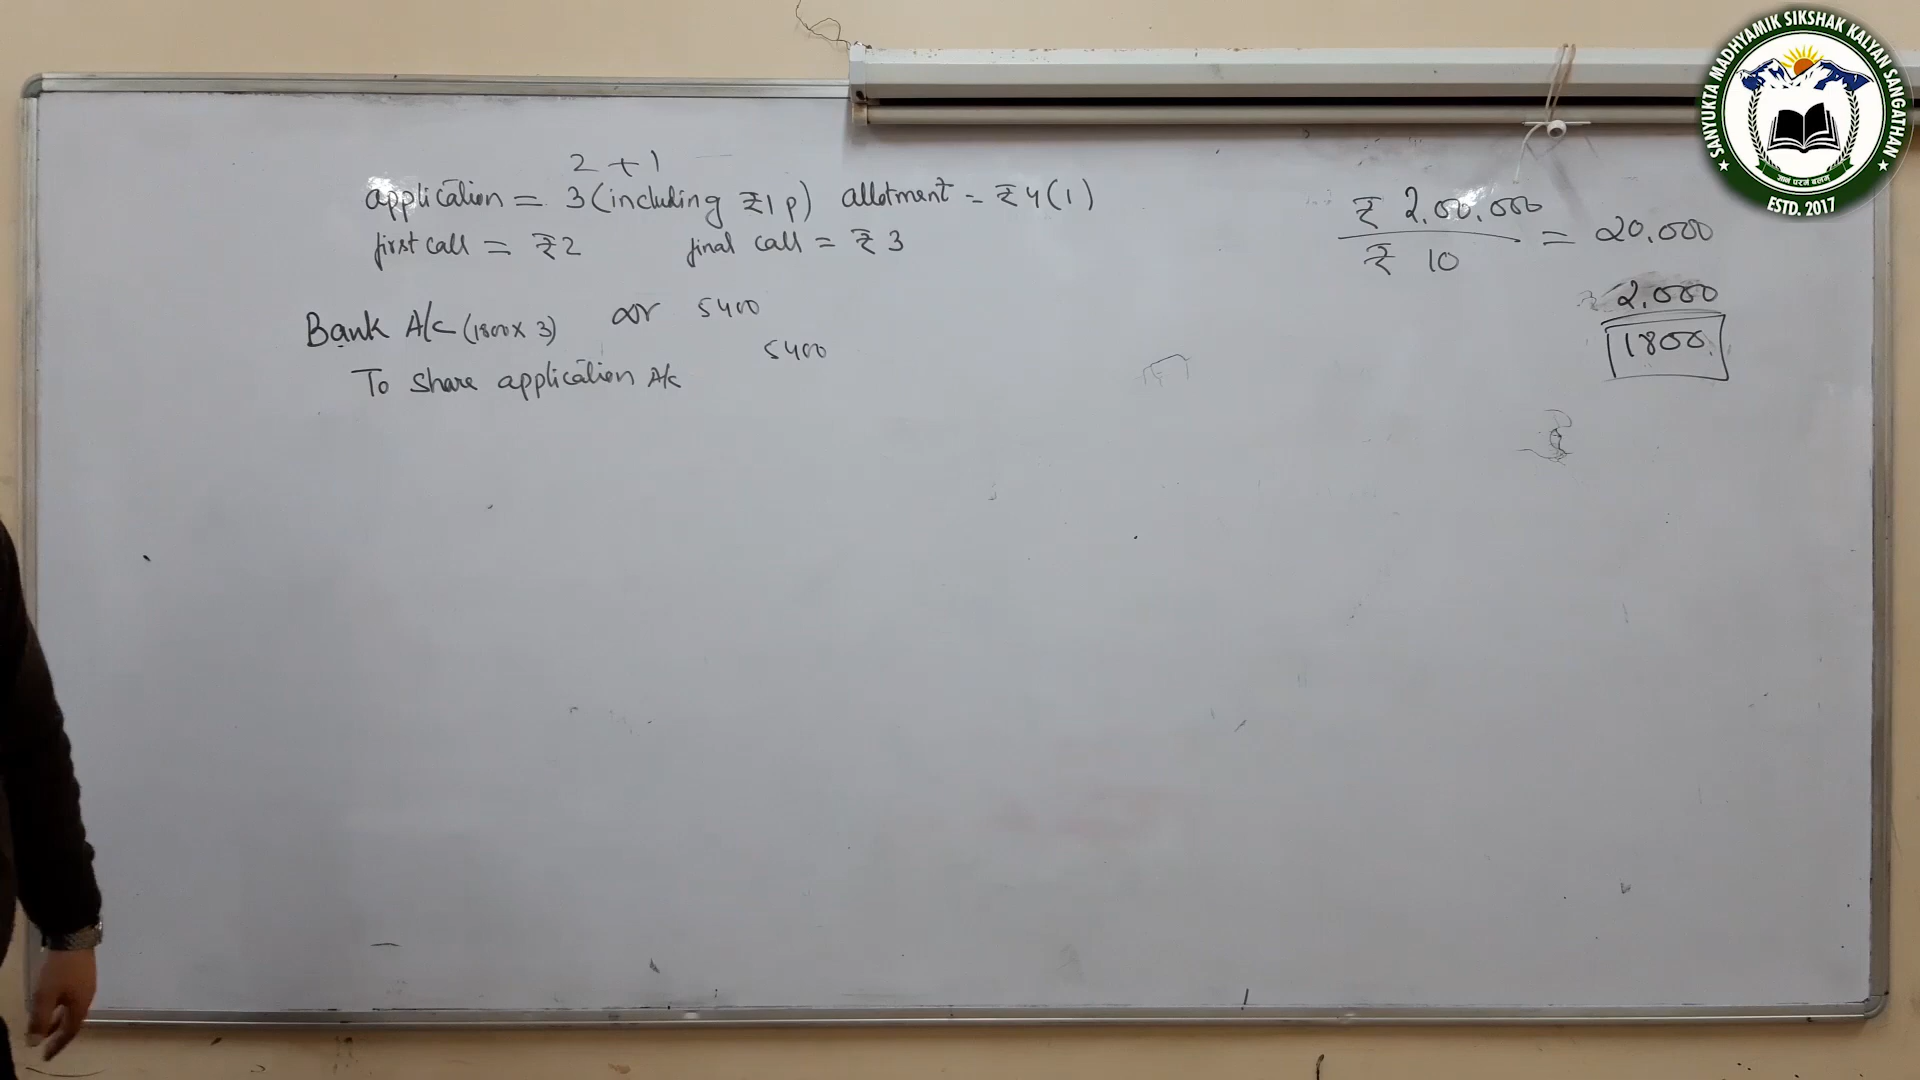 2 + 1
application = 3 (including ₹1 p) allotment = ₹4(1)
first call = ₹2 final call = ₹3
Bank A/c (1800 x 3) or 5400
To share application A/c 5400
₹ 2,00,000
₹ 10
= 20,000
2,000
1800
SANYUKTA MADHYAMIK SIKSHAK KALYAN SANGATHAN
ESTD. 2017